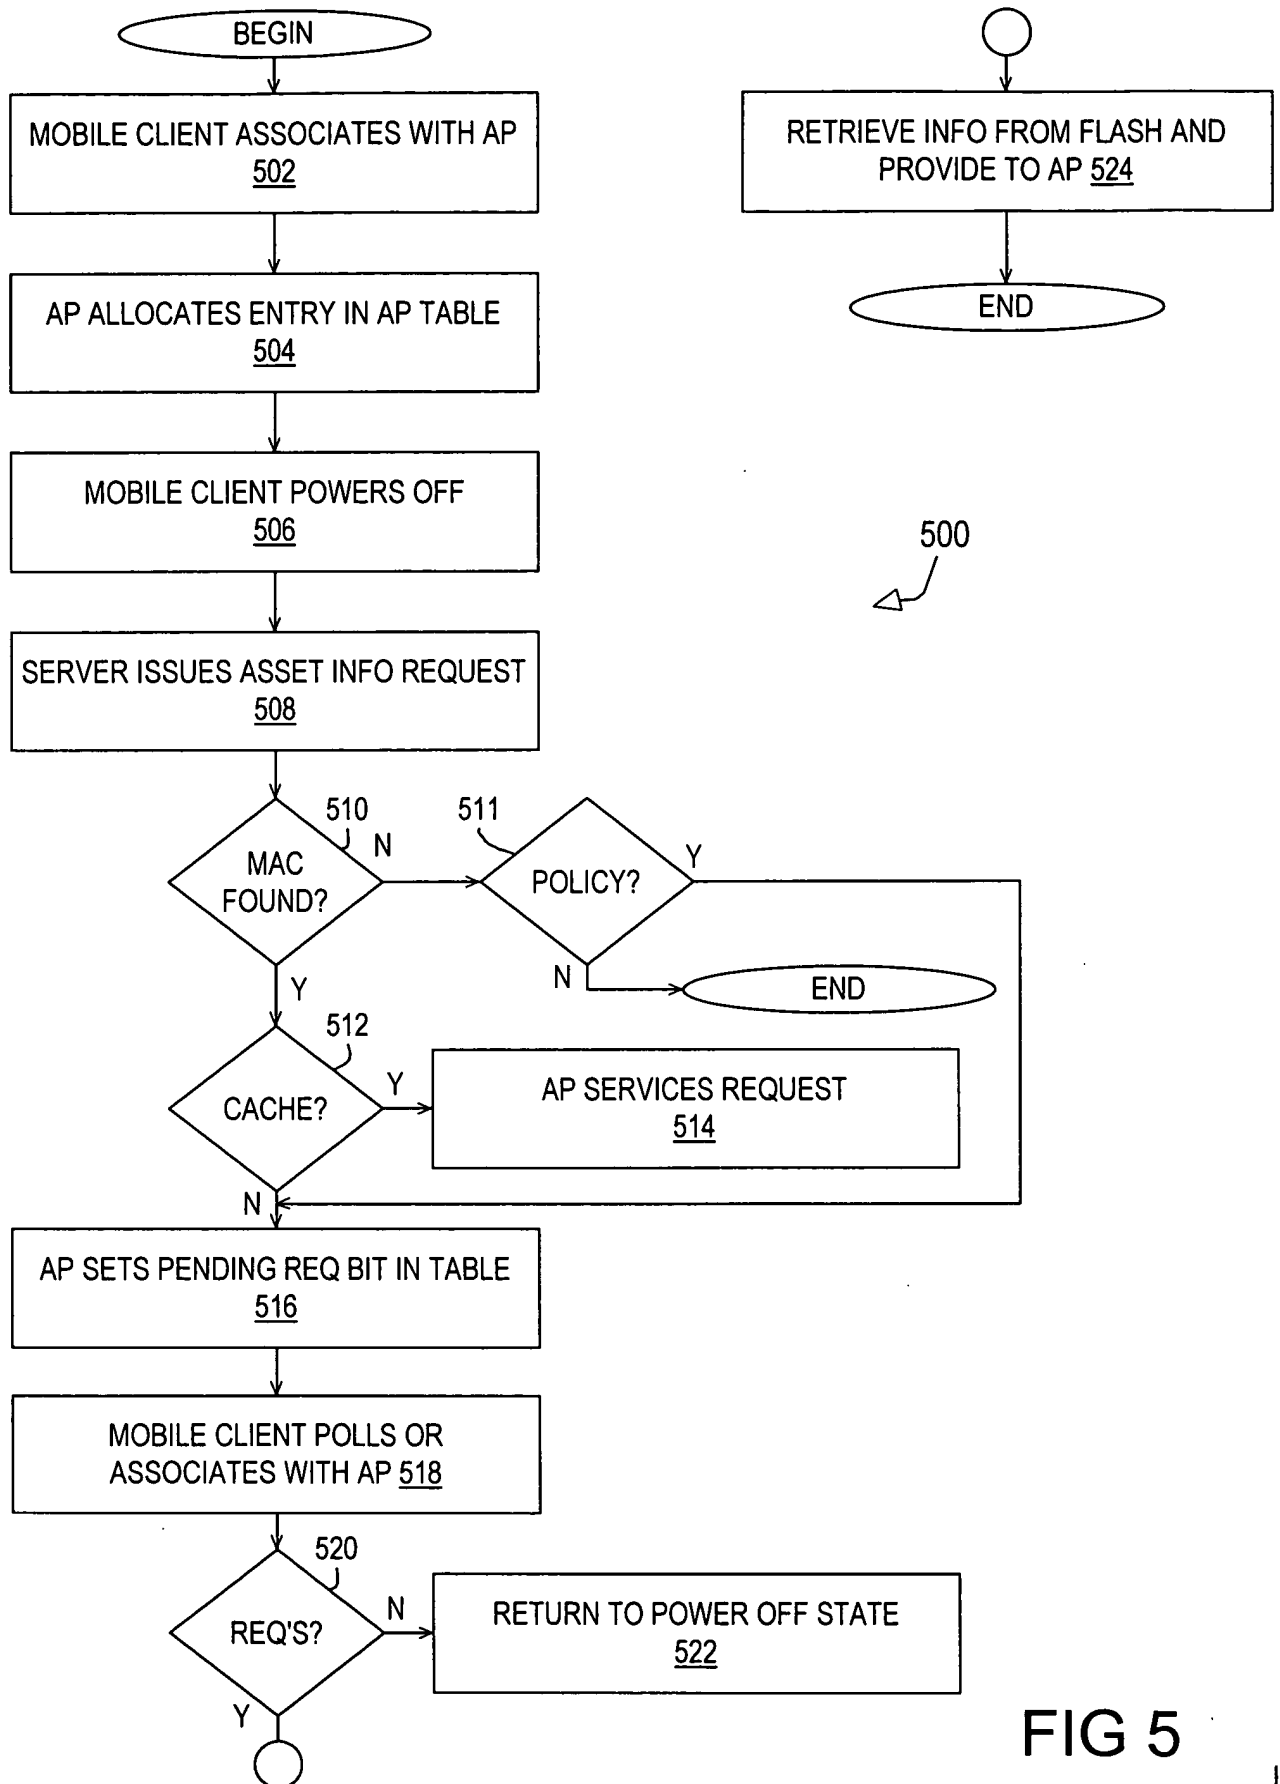 BEGIN
MOBILE CLIENT ASSOCIATES WITH AP
502
AP ALLOCATES ENTRY IN AP TABLE
504
MOBILE CLIENT POWERS OFF
506
SERVER ISSUES ASSET INFO REQUEST
508
510
MAC
FOUND?
N
Y
511
POLICY?
Y
N
END
512
CACHE?
Y
N
AP SERVICES REQUEST
514
AP SETS PENDING REQ BIT IN TABLE
516
MOBILE CLIENT POLLS OR
ASSOCIATES WITH AP 518
520
REQ'S?
N
Y
RETURN TO POWER OFF STATE
522
RETRIEVE INFO FROM FLASH AND
PROVIDE TO AP 524
END
500
FIG 5